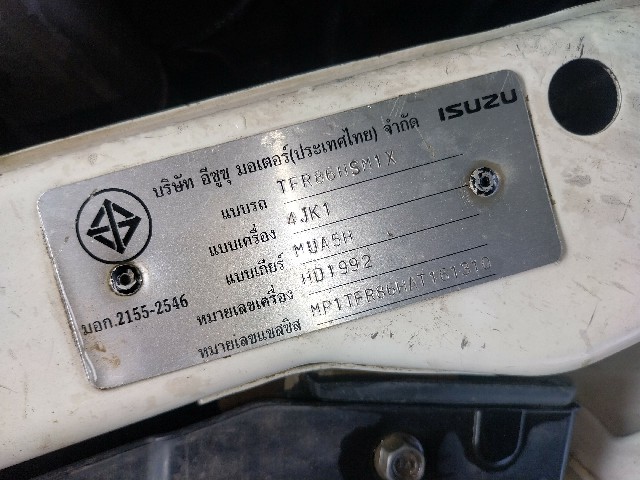 ISUZU
บริษัท อีซูซุ มอเตอร์(ประเทศไทย) จำกัด
แบบรถ TFR86HSM1X
แบบเครื่อง 4JK1
แบบเกียร์ MUA5H
หมายเลขเครื่อง HD1992
หมายเลขแชสซิส MP1TFR86HAT161310
มอก.2155-2546